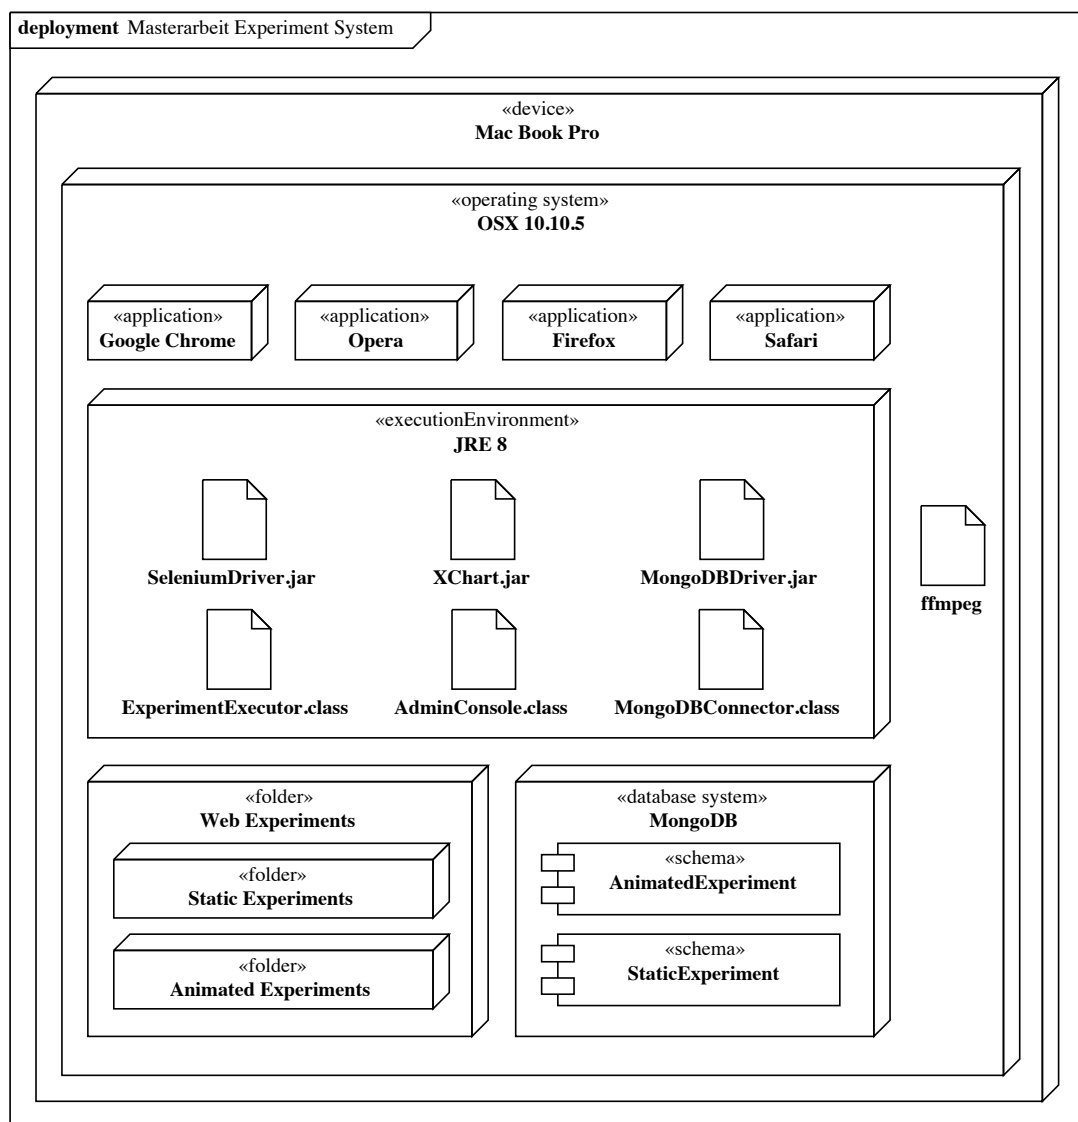 deployment Masterarbeit Experiment System
«device»
Mac Book Pro
«operating system»
OSX 10.10.5
«application»
Google Chrome
«application»
Opera
«application»
Firefox
«application»
Safari
«executionEnvironment»
JRE 8
SeleniumDriver.jar
XChart.jar
MongoDBDriver.jar
ExperimentExecutor.class
AdminConsole.class
MongoDBConnector.class
ffmpeg
«folder»
Web Experiments
«folder»
Static Experiments
«folder»
Animated Experiments
«database system»
MongoDB
«schema»
AnimatedExperiment
«schema»
StaticExperiment